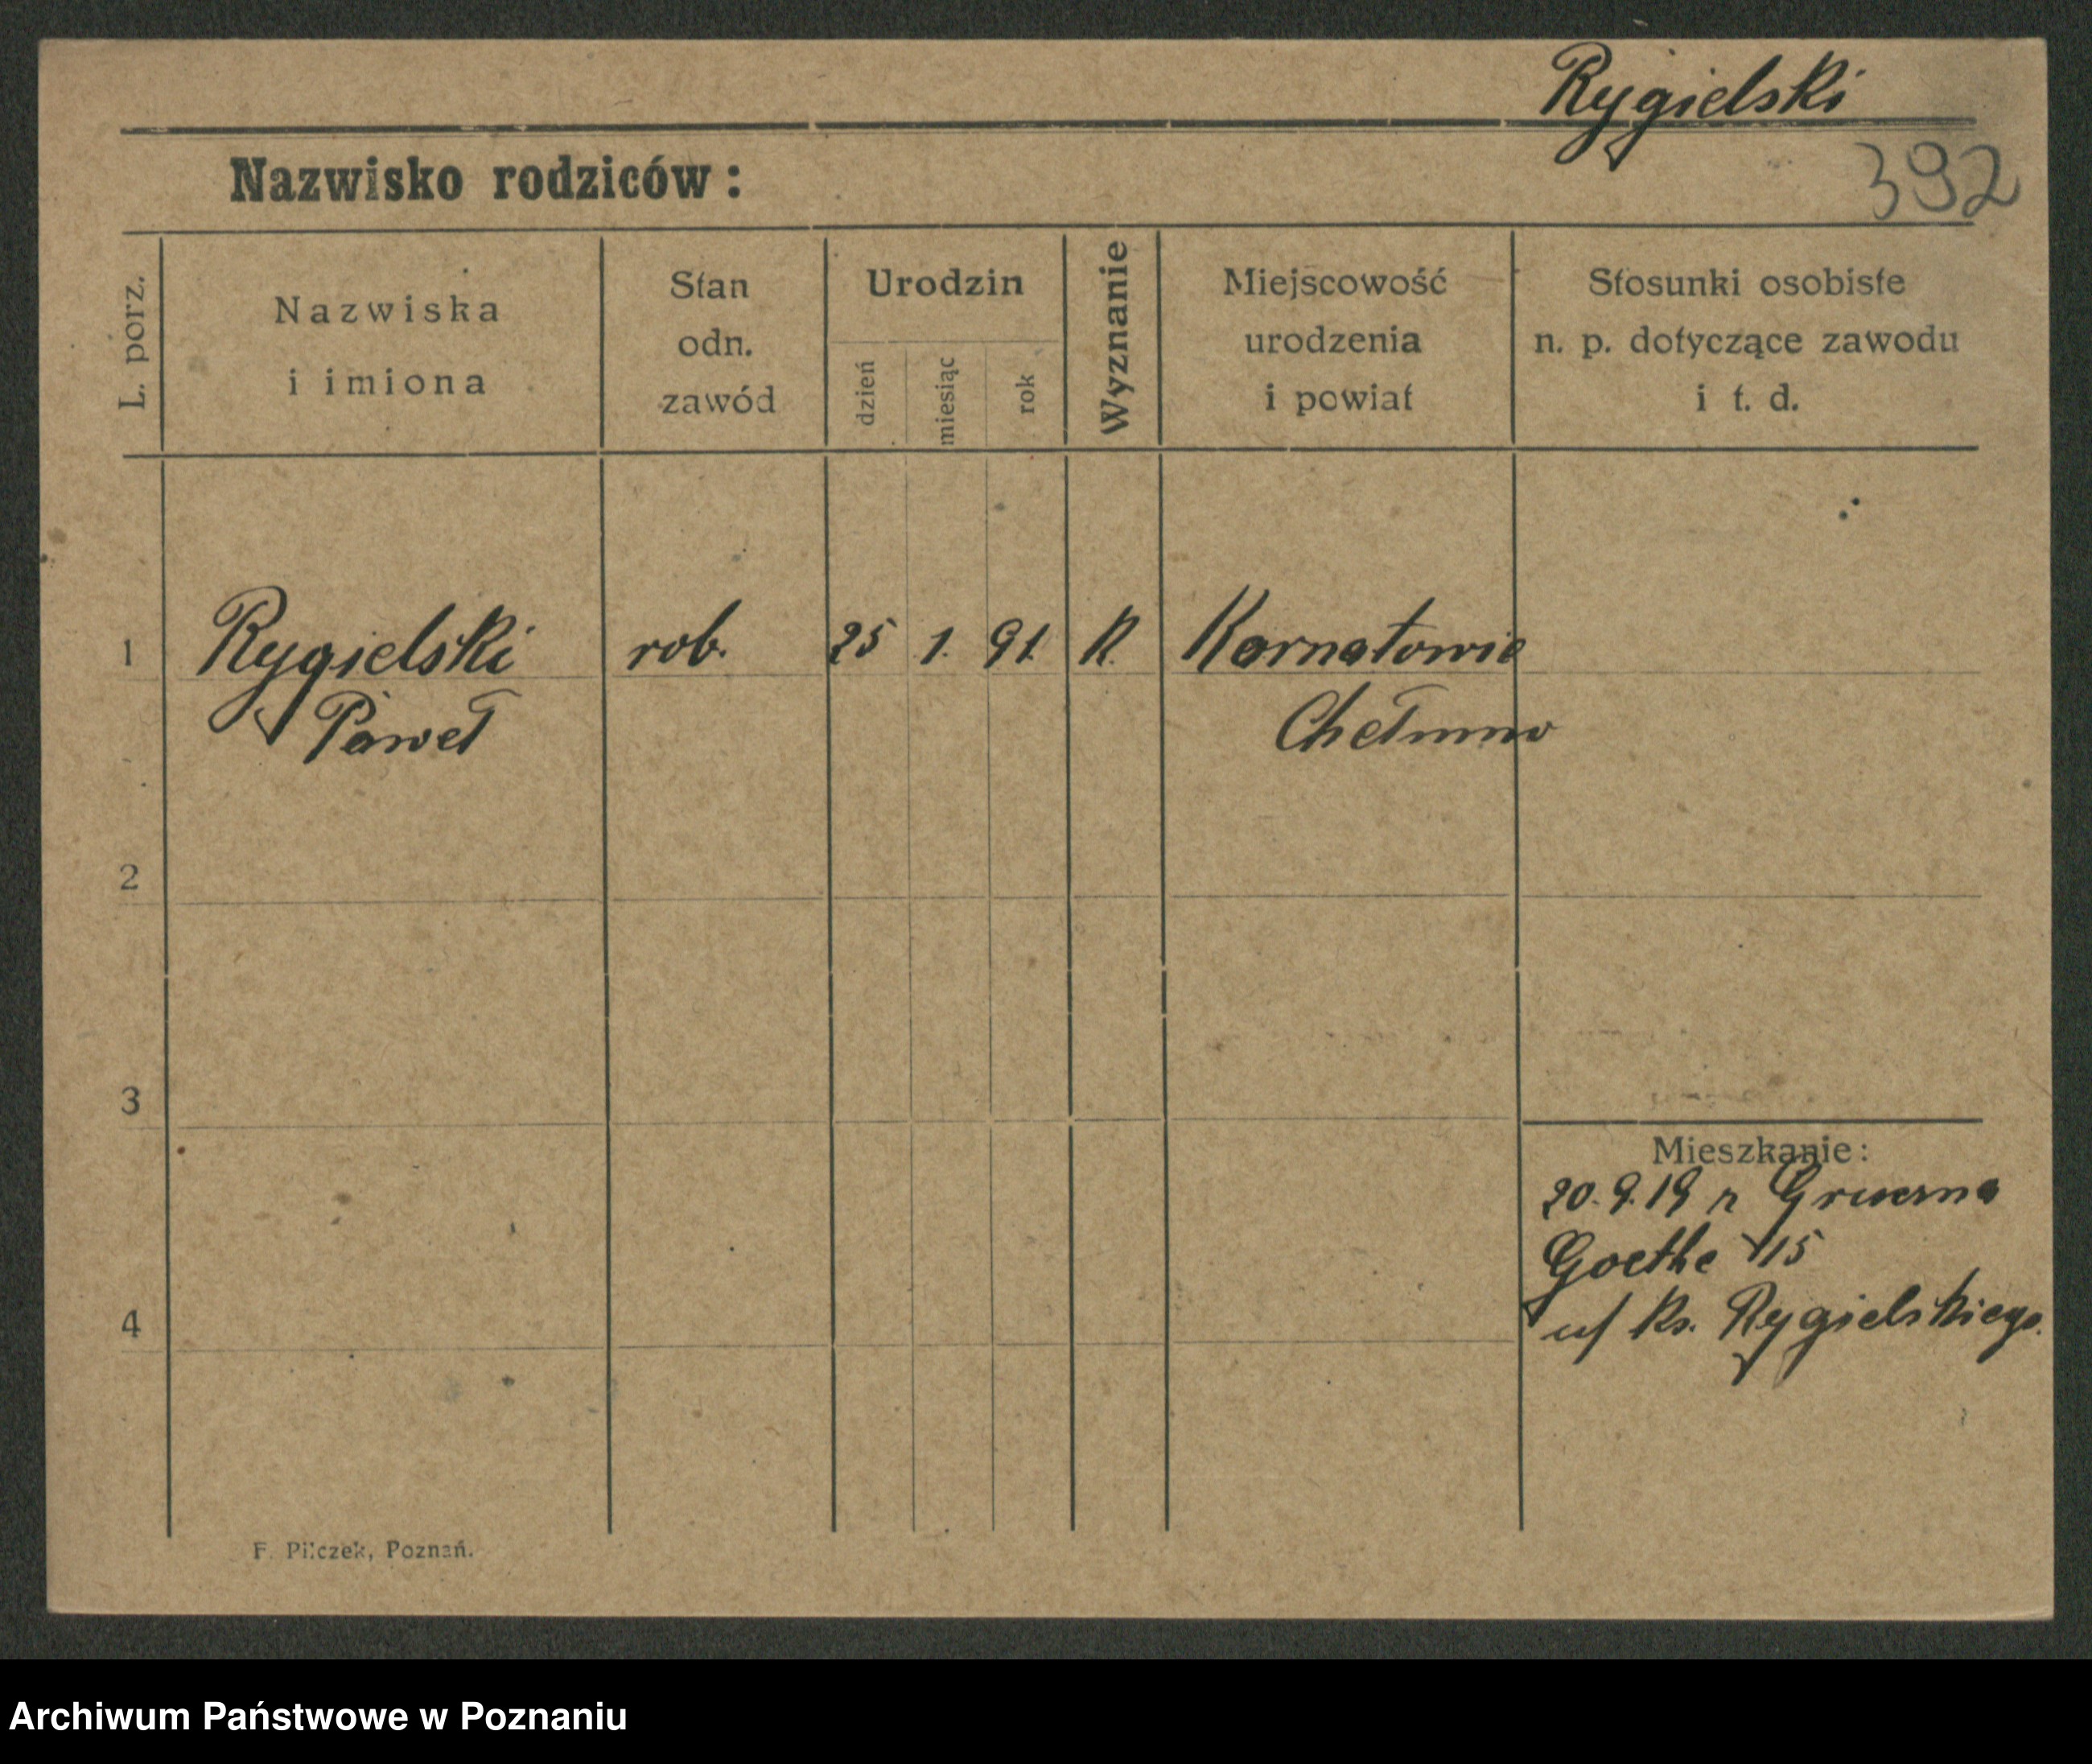 Rygielski
392
Nazwisko rodziców:
L. porz.
Nazwiska
i imiona
Stan
odn.
zawód
Urodzin
dzień
miesiąc
rok
Wyznanie
Miejscowość
urodzenia
i powiat
Stosunki osobiste
n. p. dotyczące zawodu
i t. d.
1 Rygielski rob. 25 1. 91. K. Kornatowie
Paweł Chełmno
2
3
Mieszkanie:
20.9.19 z
Goethe 15
4
u/ Ks. Rygielskiego.
F. Pilczek, Poznań.
Archiwum Państwowe w Poznaniu